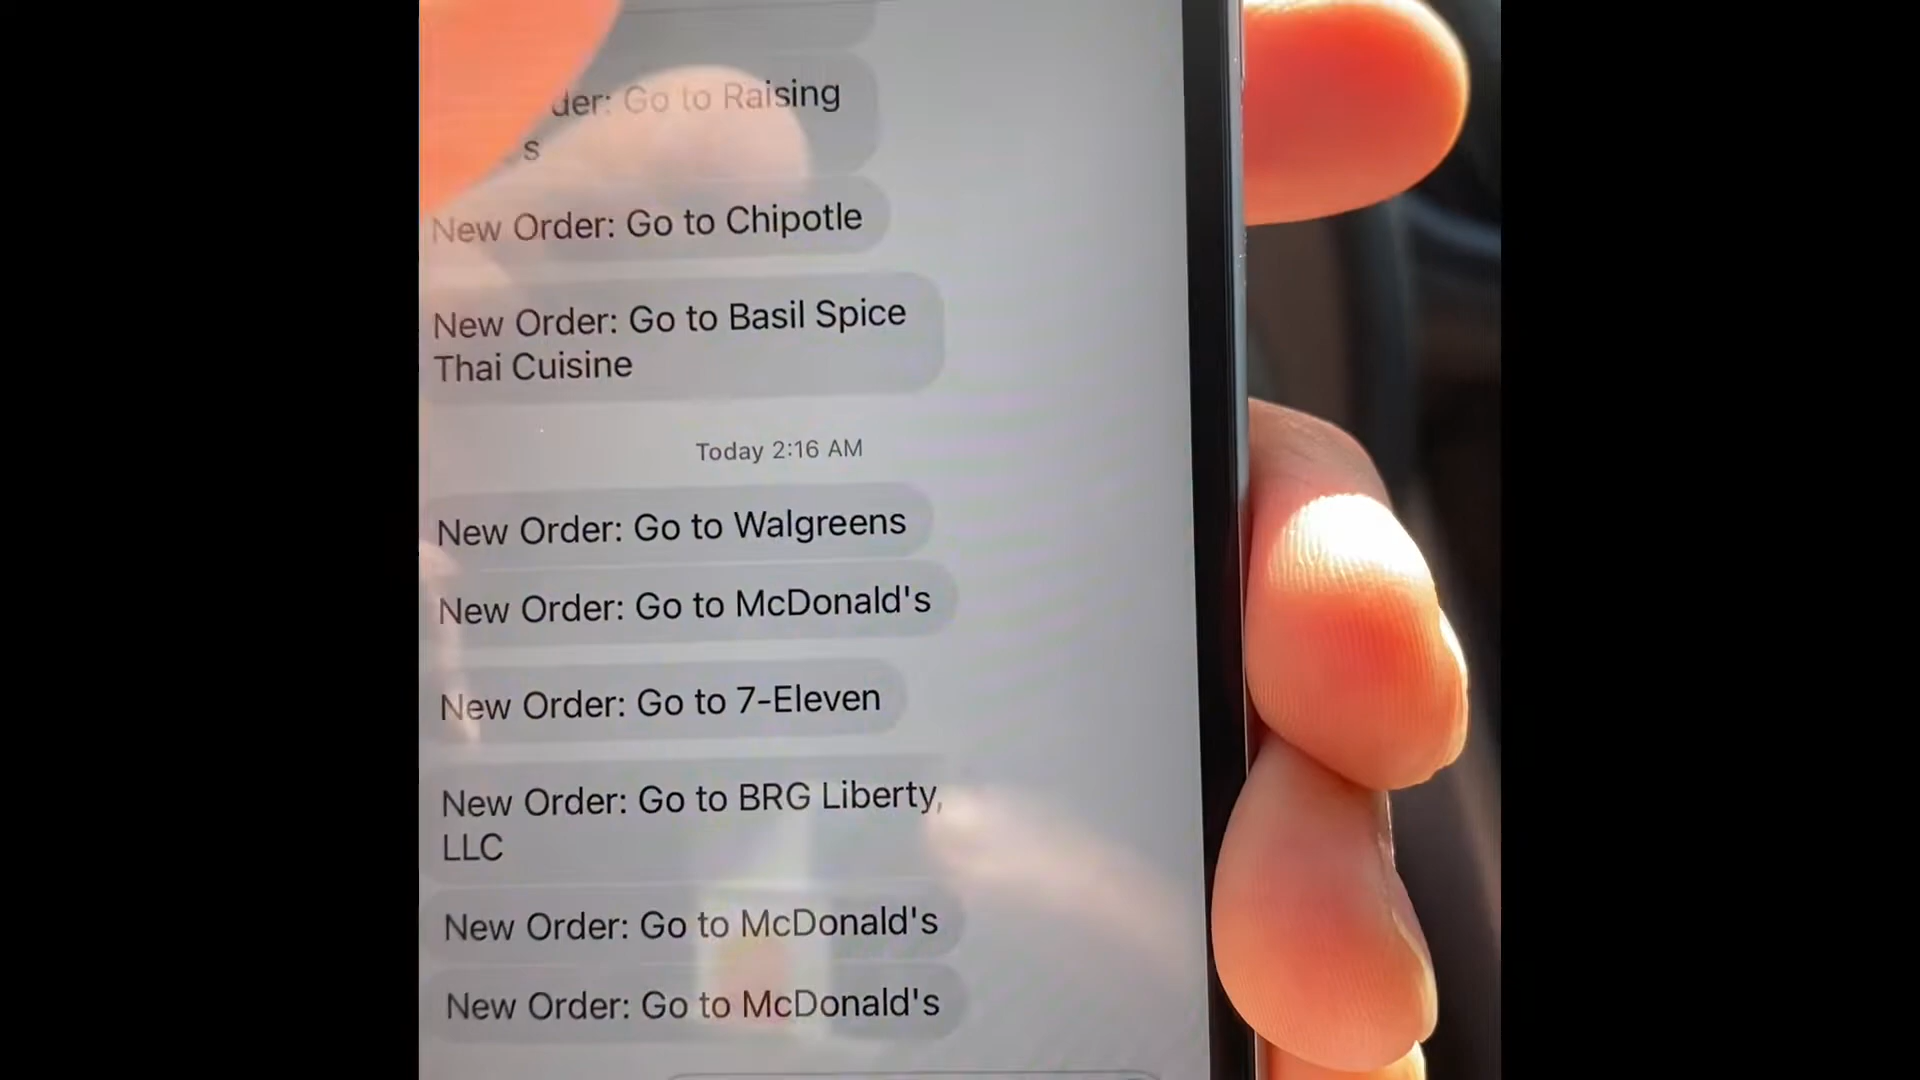 der: Go to Raising
s
New Order: Go to Chipotle
New Order: Go to Basil Spice
Thai Cuisine
Today 2:16 AM
New Order: Go to Walgreens
New Order: Go to McDonald's
New Order: Go to 7-Eleven
New Order: Go to BRG Liberty,
LLC
New Order: Go to McDonald's
New Order: Go to McDonald's